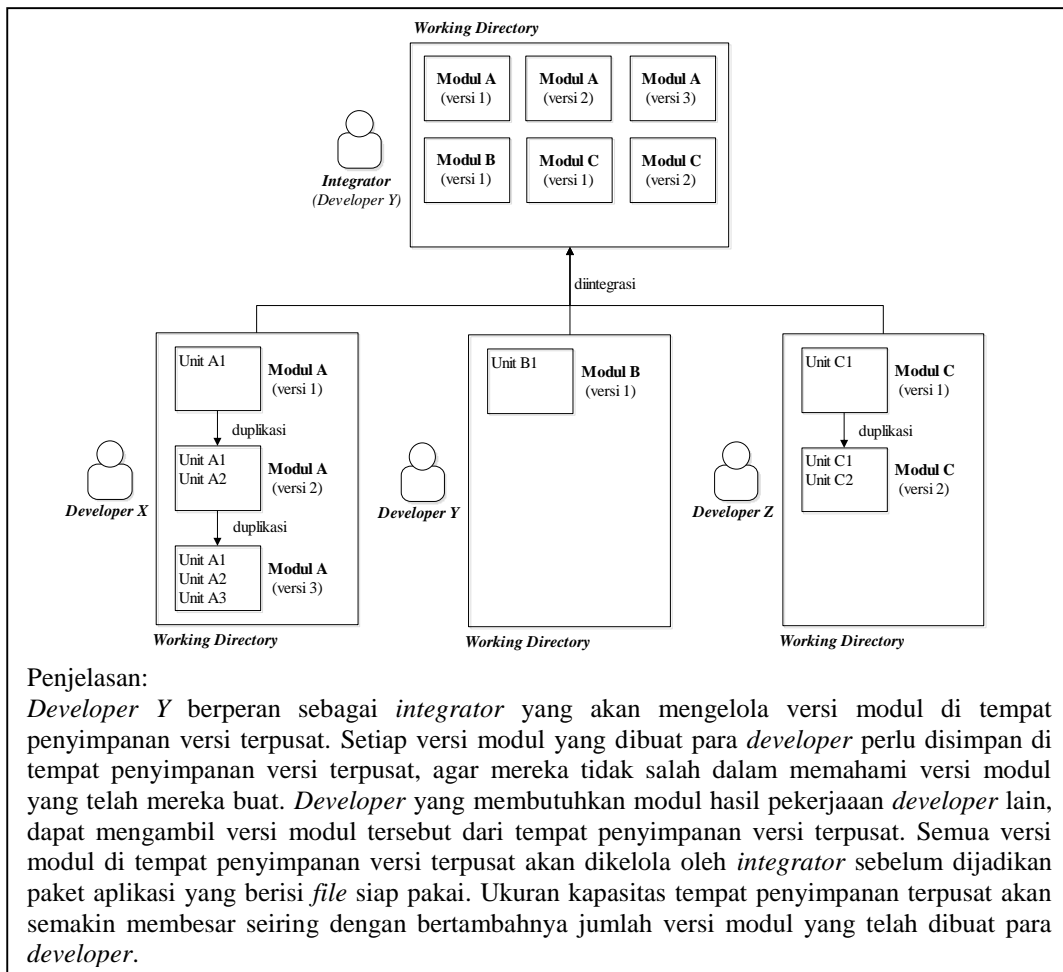 Working Directory
Modul A
(versi 1)
Modul A
(versi 2)
Modul A
(versi 3)
Modul B
(versi 1)
Modul C
(versi 1)
Modul C
(versi 2)
Integrator
(Developer Y)
diintegrasi
Unit A1
Modul A
(versi 1)
duplikasi
Unit A1
Unit A2
Modul A
(versi 2)
duplikasi
Unit A1
Unit A2
Unit A3
Modul A
(versi 3)
Developer X
Working Directory
Unit B1
Modul B
(versi 1)
Developer Y
Working Directory
Unit C1
Modul C
(versi 1)
duplikasi
Unit C1
Unit C2
Modul C
(versi 2)
Developer Z
Working Directory
Penjelasan:
Developer Y berperan sebagai integrator yang akan mengelola versi modul di tempat
penyimpanan versi terpusat. Setiap versi modul yang dibuat para developer perlu disimpan di
tempat penyimpanan versi terpusat, agar mereka tidak salah dalam memahami versi modul
yang telah mereka buat. Developer yang membutuhkan modul hasil pekerjaaan developer lain,
dapat mengambil versi modul tersebut dari tempat penyimpanan versi terpusat. Semua versi
modul di tempat penyimpanan versi terpusat akan dikelola oleh integrator sebelum dijadikan
paket aplikasi yang berisi file siap pakai. Ukuran kapasitas tempat penyimpanan terpusat akan
semakin membesar seiring dengan bertambahnya jumlah versi modul yang telah dibuat para
developer.